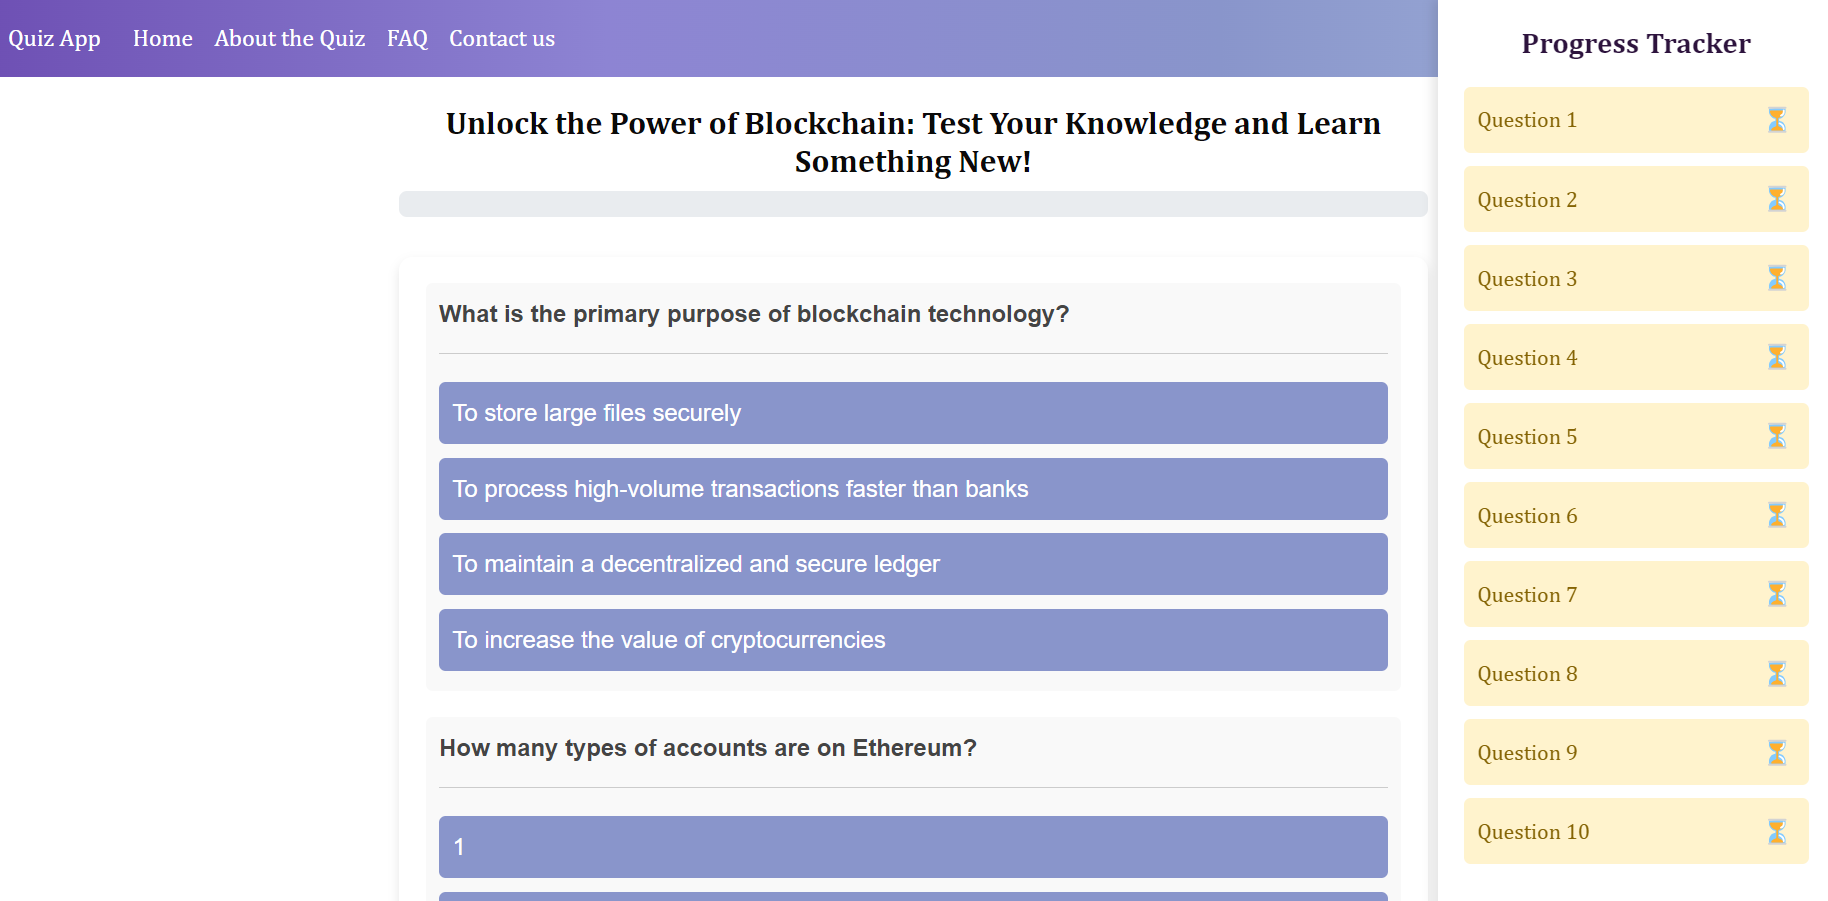 Quiz App Home About the Quiz FAQ Contact us
Unlock the Power of Blockchain: Test Your Knowledge and Learn
Something New!
What is the primary purpose of blockchain technology?
To store large files securely
To process high-volume transactions faster than banks
To maintain a decentralized and secure ledger
To increase the value of cryptocurrencies
How many types of accounts are on Ethereum?
1
Progress Tracker
Question 1
Question 2
Question 3
Question 4
Question 5
Question 6
Question 7
Question 8
Question 9
Question 10